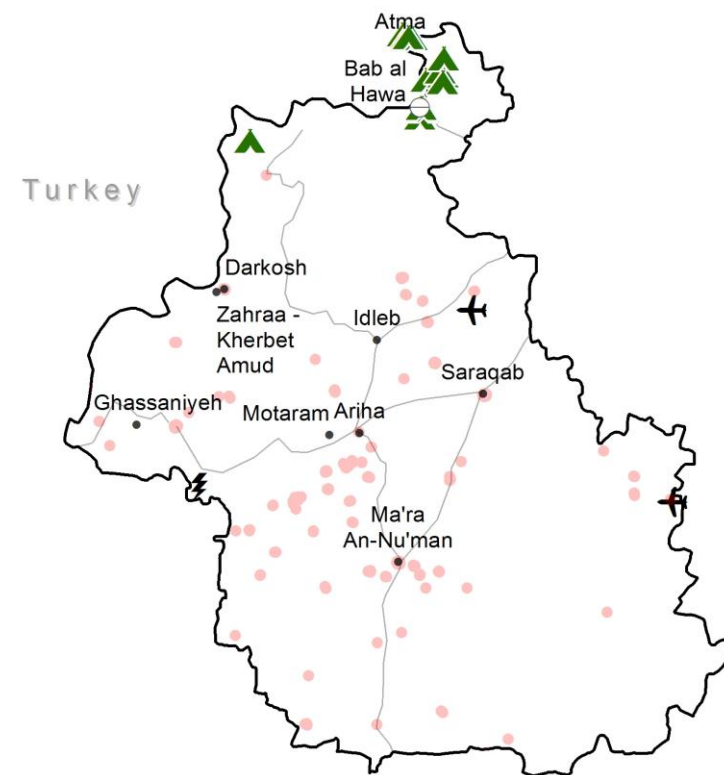 Atma
Bab al
Hawa
Turkey
Darkosh
Zahraa -
Kherbet
Amud
Idleb
Saraqab
Ghassaniyeh
Motaram
Ariha
Ma'ra
An-Nu'man